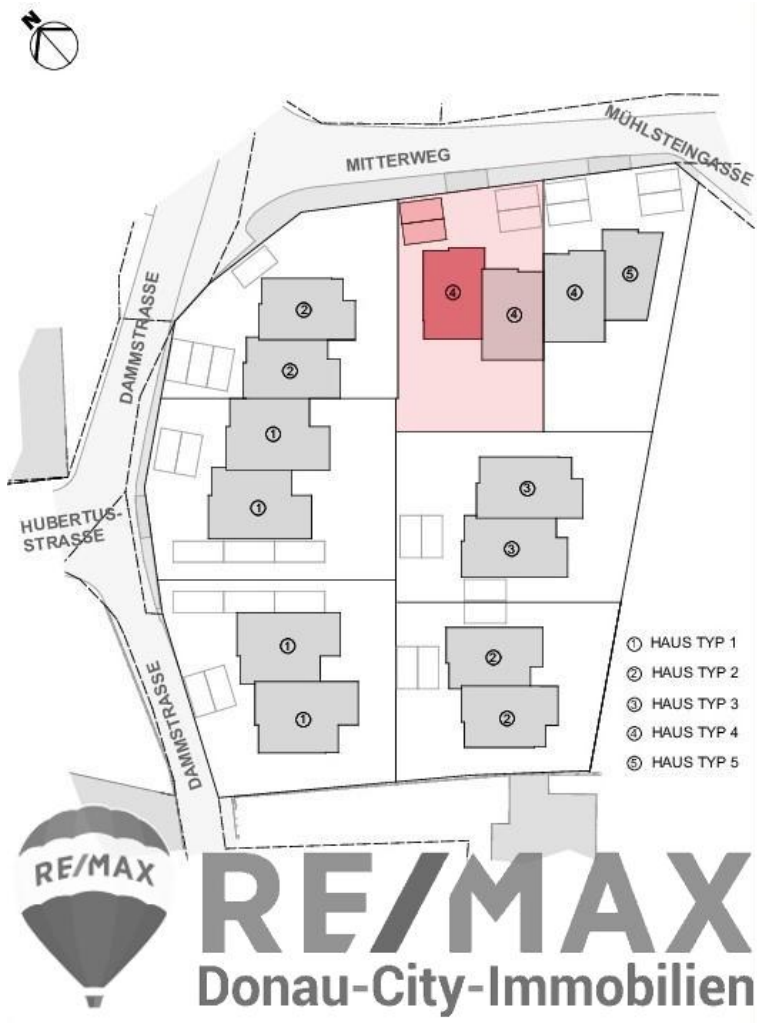 N
MITTERWEG
MÜHLSTEINGASSE
DAMMSTRASSE
4
4
4
5
2
2
1
1
HUBERTUS-
STRASSE
3
3
1
1
2
2
DAMMSTRASSE
1 HAUS TYP 1
2 HAUS TYP 2
3 HAUS TYP 3
4 HAUS TYP 4
5 HAUS TYP 5
RE/MAX
RE/MAX
Donau-City-Immobilien